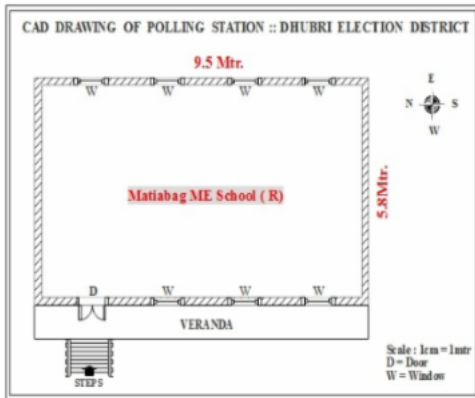 CAD DRAWING OF POLLING STATION :: DHUBRI ELECTION DISTRICT
9.5 Mtr.
W W W W
E
N S
W
Matiabag ME School ( R)
5.8Mtr.
D W W W
VERANDA
STEPS
Scale : 1cm = 1mtr
D = Door
W = Window